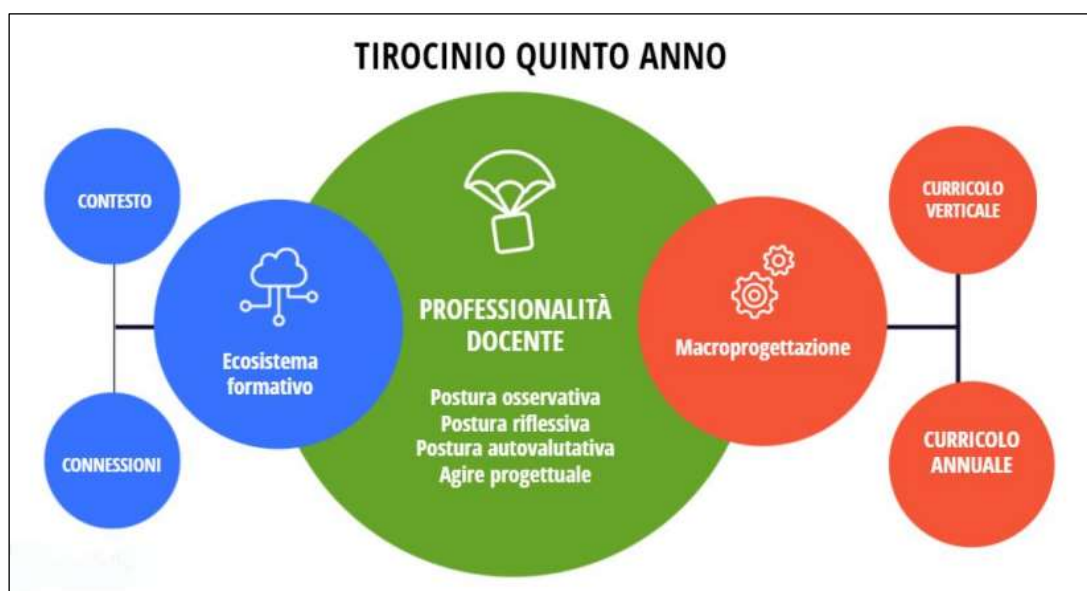 TIROCINIO QUINTO ANNO
CONTESTO
Ecosistema
formativo
CONNESSIONI
PROFESSIONALITÀ
DOCENTE
Postura osservativa
Postura riflessiva
Postura autovalutativa
Agire progettuale
Macroprogettazione
CURRICOLO
VERTICALE
CURRICOLO
ANNUALE